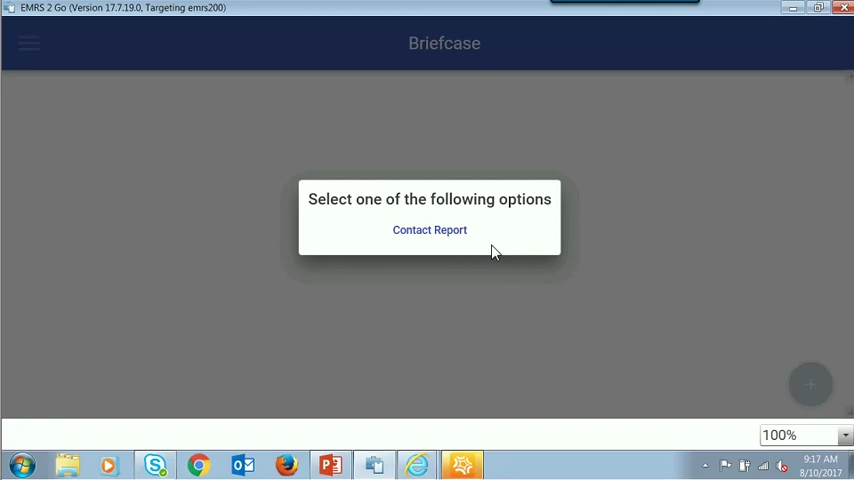 EMRS 2 Go (Version 17.7.19.0, Targeting emrs200)
Briefcase
Select one of the following options
Contact Report
100%
9:17 AM
8/10/2017